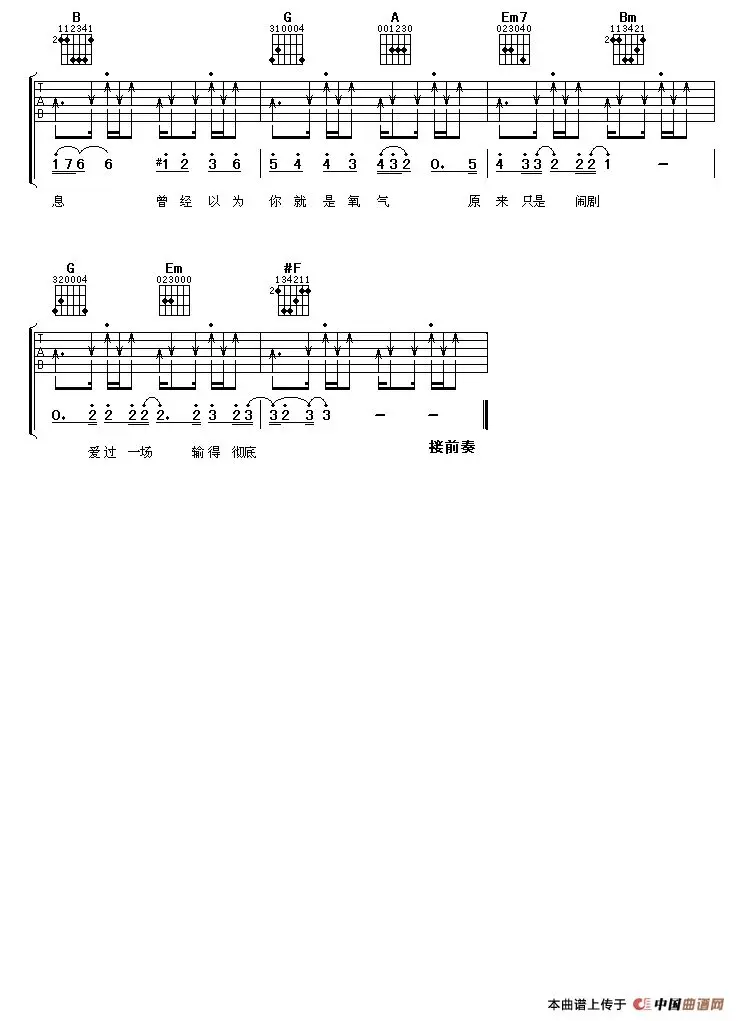 B G A Em7 Bm
112341 310004 001230 023040 113421
2 2
T
A
B
1 7 6 6 #1 2 3 6 5 4 4 3 4 3 2 0. 5 4 3 3 2 2 2 1 –
息 曾 经 以 为 你 就 是 氧 气 原 来 只是 闹剧
G Em #F
320004 023000 134211
2
T
A
B
0. 2 2 2 2 2 2. 2 3 2 3 3 2 3 3 – –
爱 过 一场 输 得 彻底 接前奏
本曲谱上传于 中国曲谱网